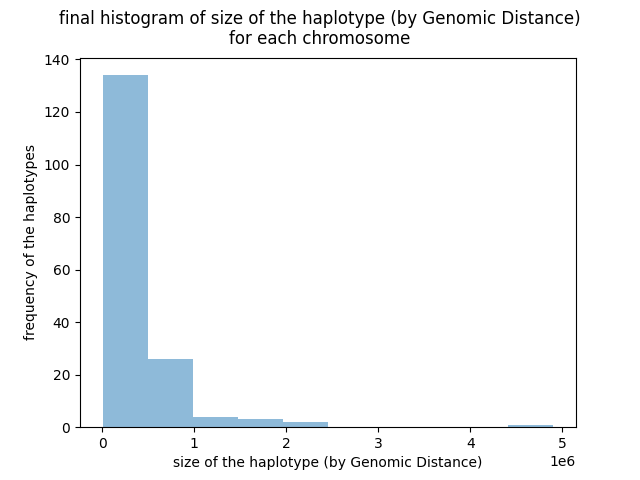 final histogram of size of the haplotype (by Genomic Distance)
for each chromosome
140
120
100
80
60
40
20
0
frequency of the haplotypes
0 1 2 3 4 5
1e6
size of the haplotype (by Genomic Distance)